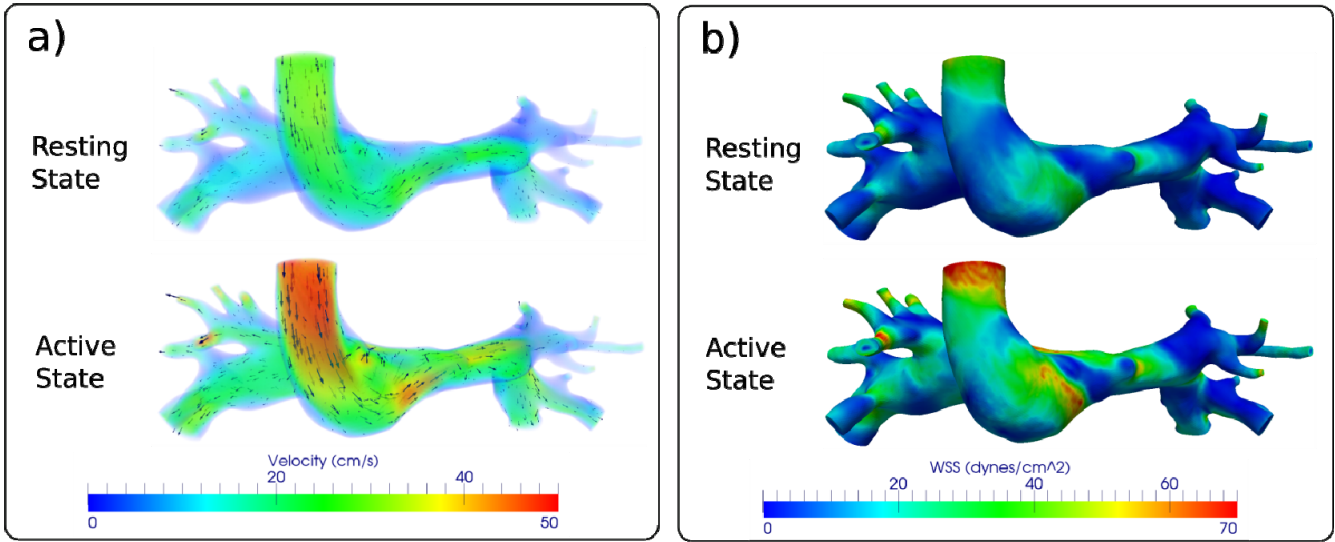 a)
Resting
State
Active
State
Velocity (cm/s)
20
40
0
50
b)
Resting
State
Active
State
WSS (dynes/cm^2)
20
40
60
0
70